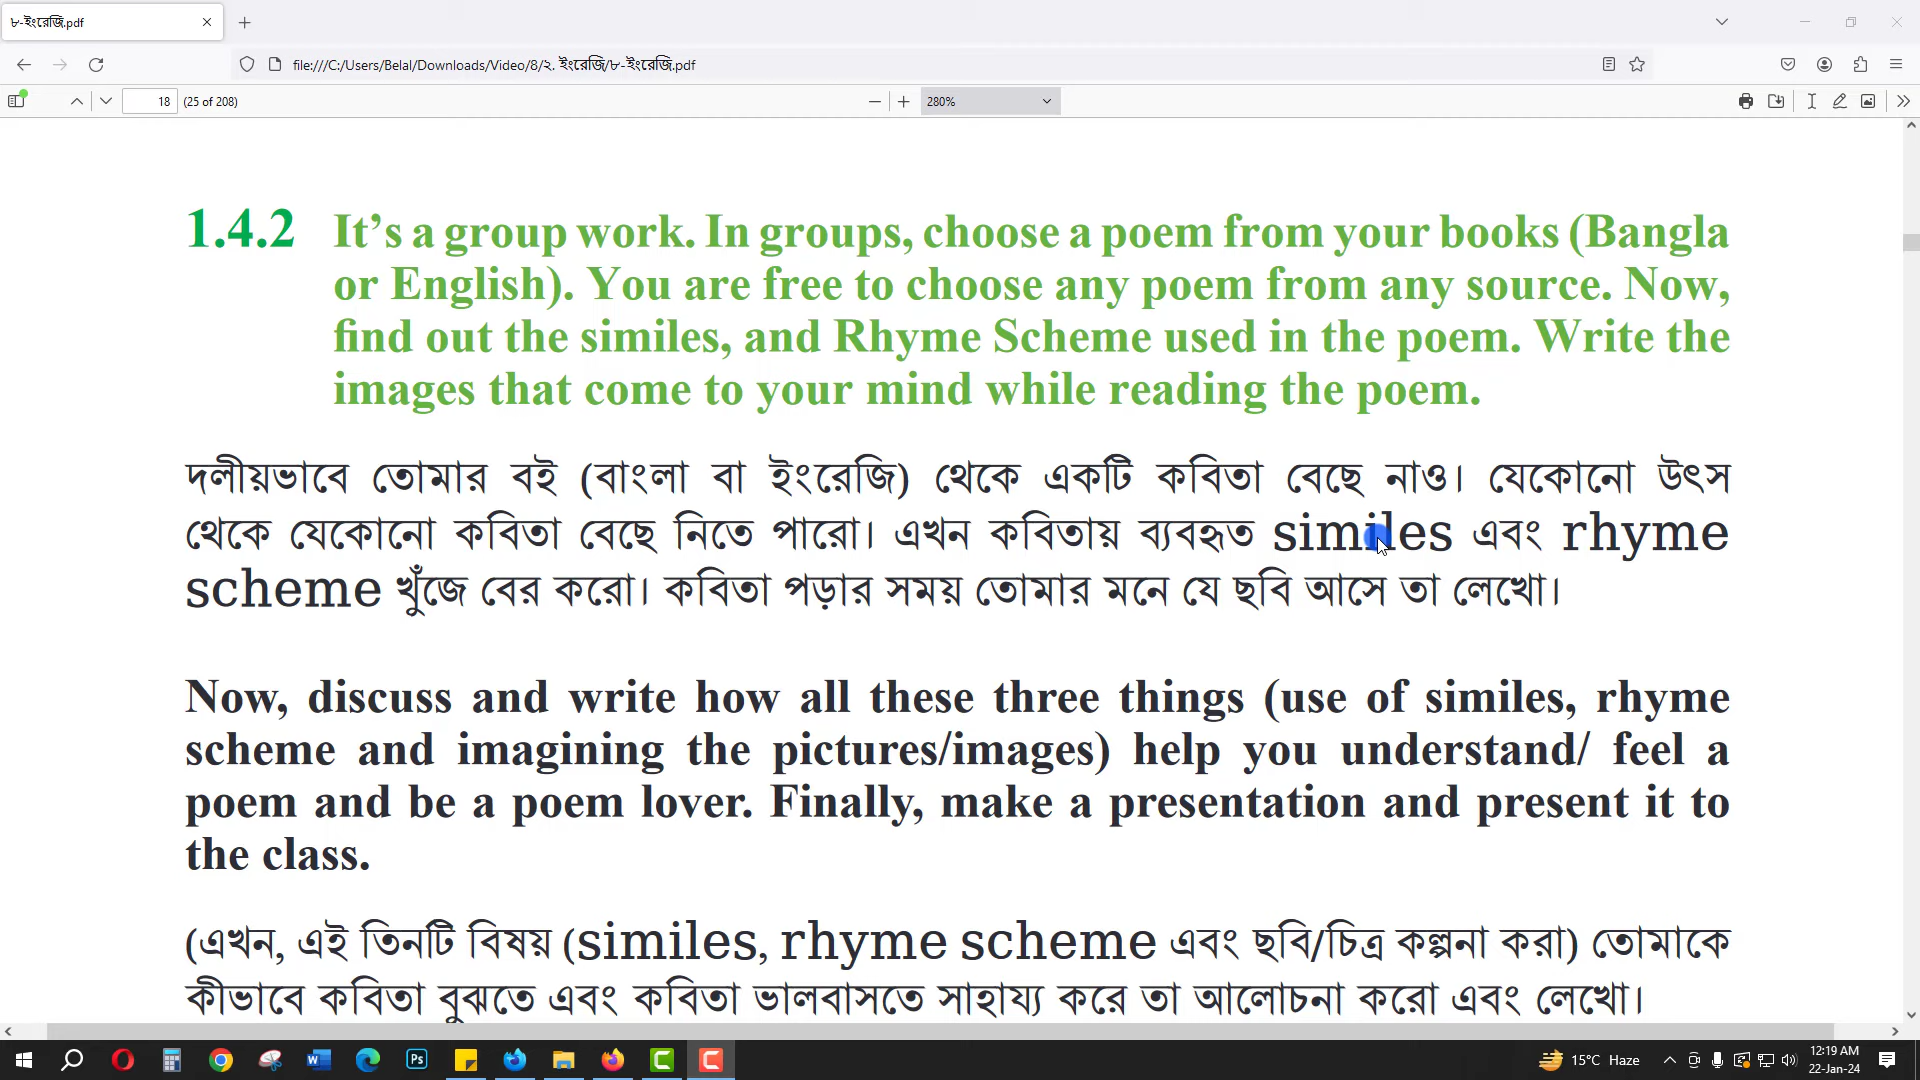 ৮-ইংরেজি.pdf
file:///C:/Users/Belal/Downloads/Video/8/২. ইংরেজি/৮-ইংরেজি.pdf
18 (25 of 208)
280%
1.4.2 It’s a group work. In groups, choose a poem from your books (Bangla
or English). You are free to choose any poem from any source. Now,
find out the similes, and Rhyme Scheme used in the poem. Write the
images that come to your mind while reading the poem.
দলীয়ভাবে তোমার বই (বাংলা বা ইংরেজি) থেকে একটি কবিতা বেছে নাও। যেকোনো উৎস
থেকে যেকোনো কবিতা বেছে নিতে পারো। এখন কবিতায় ব্যবহৃত similes এবং rhyme
scheme খুঁজে বের করো। কবিতা পড়ার সময় তোমার মনে যে ছবি আসে তা লেখো।
Now, discuss and write how all these three things (use of similes, rhyme
scheme and imagining the pictures/images) help you understand/ feel a
poem and be a poem lover. Finally, make a presentation and present it to
the class.
(এখন, এই তিনটি বিষয় (similes, rhyme scheme এবং ছবি/চিত্র কল্পনা করা) তোমাকে
কীভাবে কবিতা বুঝতে এবং কবিতা ভালবাসতে সাহায্য করে তা আলোচনা করো এবং লেখো।
Ps
15°C Haze
12:19 AM
22-Jan-24